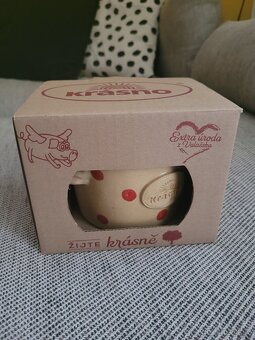 krásno
Extra úroda
z Valašska
Krásno
ŽIJTE krásně